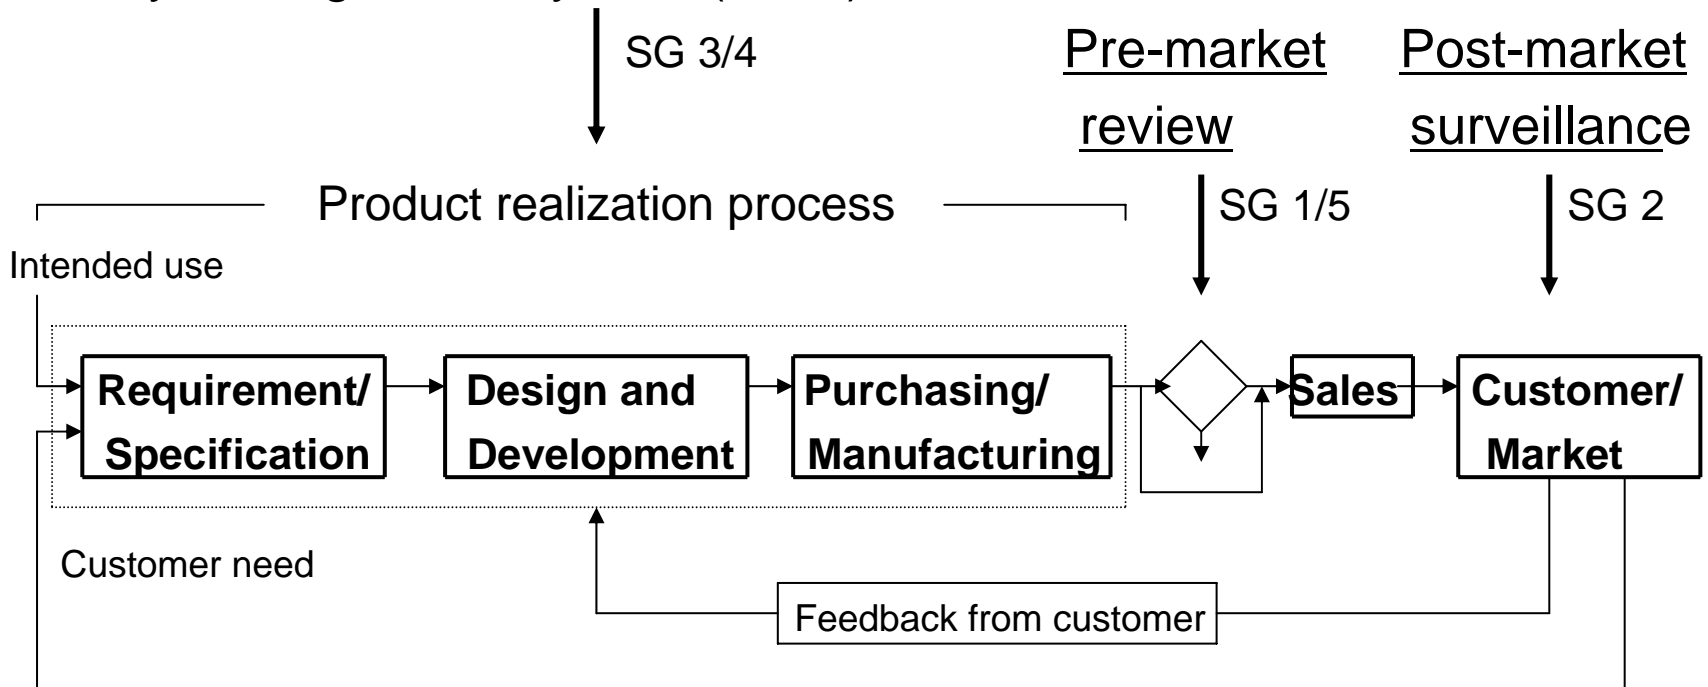 SG 3/4
Pre-market
review
Post-market
surveillance
Product realization process
SG 1/5
SG 2
Intended use
Requirement/
Specification
Design and
Development
Purchasing/
Manufacturing
Sales
Customer/
Market
Customer need
Feedback from customer